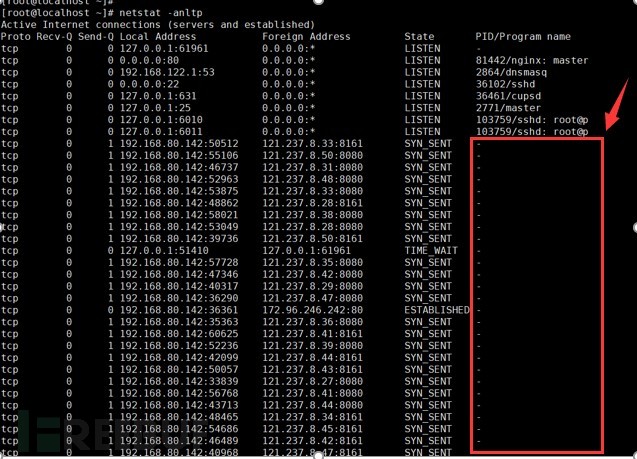 [root@localhost ~]#
[root@localhost ~]# netstat -anltp
Active Internet connections (servers and established)
Proto Recv-Q Send-Q Local Address Foreign Address State PID/Program name
tcp 0 0 127.0.0.1:61961 0.0.0.0:* LISTEN -
tcp 0 0 0.0.0.0:80 0.0.0.0:* LISTEN 81442/nginx: master
tcp 0 0 192.168.122.1:53 0.0.0.0:* LISTEN 2864/dnsmasq
tcp 0 0 0.0.0.0:22 0.0.0.0:* LISTEN 36102/sshd
tcp 0 0 127.0.0.1:631 0.0.0.0:* LISTEN 36461/cupsd
tcp 0 0 127.0.0.1:25 0.0.0.0:* LISTEN 2771/master
tcp 0 0 127.0.0.1:6010 0.0.0.0:* LISTEN 103759/sshd: root@p
tcp 0 0 127.0.0.1:6011 0.0.0.0:* LISTEN 103759/sshd: root@p
tcp 0 1 192.168.80.142:50512 121.237.8.33:8161 SYN_SENT -
tcp 0 1 192.168.80.142:55106 121.237.8.50:8080 SYN_SENT -
tcp 0 1 192.168.80.142:46737 121.237.8.31:8080 SYN_SENT -
tcp 0 1 192.168.80.142:52963 121.237.8.48:8080 SYN_SENT -
tcp 0 1 192.168.80.142:53875 121.237.8.33:8080 SYN_SENT -
tcp 0 1 192.168.80.142:48862 121.237.8.28:8161 SYN_SENT -
tcp 0 1 192.168.80.142:58021 121.237.8.38:8080 SYN_SENT -
tcp 0 1 192.168.80.142:53049 121.237.8.28:8080 SYN_SENT -
tcp 0 1 192.168.80.142:39736 121.237.8.50:8161 SYN_SENT -
tcp 0 0 127.0.0.1:51410 127.0.0.1:61961 TIME_WAIT -
tcp 0 1 192.168.80.142:57728 121.237.8.35:8080 SYN_SENT -
tcp 0 1 192.168.80.142:47346 121.237.8.42:8080 SYN_SENT -
tcp 0 1 192.168.80.142:40317 121.237.8.29:8080 SYN_SENT -
tcp 0 1 192.168.80.142:36290 121.237.8.47:8080 SYN_SENT -
tcp 0 0 192.168.80.142:36361 172.96.246.242:80 ESTABLISHED -
tcp 0 1 192.168.80.142:35363 121.237.8.36:8080 SYN_SENT -
tcp 0 1 192.168.80.142:60625 121.237.8.41:8161 SYN_SENT -
tcp 0 1 192.168.80.142:52236 121.237.8.39:8080 SYN_SENT -
tcp 0 1 192.168.80.142:42099 121.237.8.44:8161 SYN_SENT -
tcp 0 1 192.168.80.142:50057 121.237.8.43:8161 SYN_SENT -
tcp 0 1 192.168.80.142:33839 121.237.8.27:8080 SYN_SENT -
tcp 0 1 192.168.80.142:56768 121.237.8.41:8080 SYN_SENT -
tcp 0 1 192.168.80.142:43713 121.237.8.44:8080 SYN_SENT -
tcp 0 1 192.168.80.142:48465 121.237.8.34:8161 SYN_SENT -
tcp 0 1 192.168.80.142:54686 121.237.8.45:8161 SYN_SENT -
tcp 0 1 192.168.80.142:46489 121.237.8.42:8161 SYN_SENT -
tcp 0 1 192.168.80.142:40968 121.237.8.47:8161 SYN_SENT -